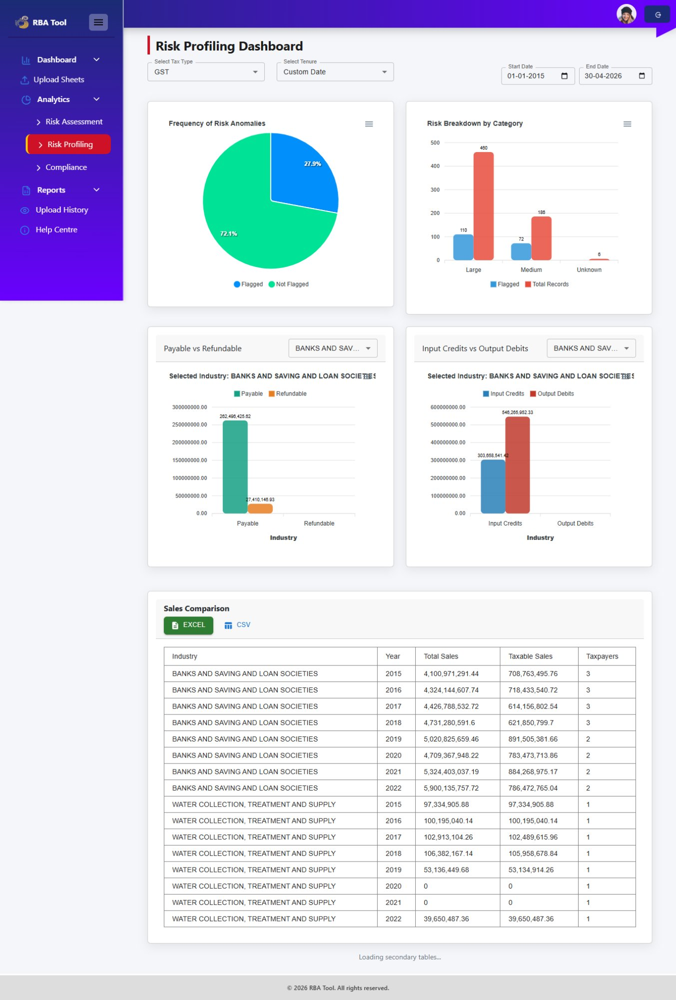 RBA Tool
Dashboard
Upload Sheets
Analytics
Risk Assessment
Risk Profiling
Compliance
Reports
Upload History
Help Centre
Risk Profiling Dashboard
Select Tax Type
GST
Select Tenure
Custom Date
Start Date
01-01-2015
End Date
30-04-2026
Frequency of Risk Anomalies
27.9%
72.1%
Flagged Not Flagged
Risk Breakdown by Category
500
400
300
200
100
0
460
110
186
72
6
Large Medium Unknown
Flagged Total Records
Payable vs Refundable
BANKS AND SAV...
Selected Industry: BANKS AND SAVING AND LOAN SOCIETIES
Payable Refundable
300000000.00
250000000.00
200000000.00
150000000.00
100000000.00
50000000.00
0.00
262,496,425.62
27,410,146.93
Payable Refundable
Industry
Input Credits vs Output Debits
BANKS AND SAV...
Selected Industry: BANKS AND SAVING AND LOAN SOCIETIES
Input Credits Output Debits
600000000.00
500000000.00
400000000.00
300000000.00
200000000.00
100000000.00
0.00
546,265,952.33
303,658,541.42
Input Credits Output Debits
Industry
Sales Comparison
EXCEL CSV
Industry Year Total Sales Taxable Sales Taxpayers
BANKS AND SAVING AND LOAN SOCIETIES 2015 4,100,971,291.44 708,763,495.76 3
BANKS AND SAVING AND LOAN SOCIETIES 2016 4,324,144,607.74 718,433,540.72 3
BANKS AND SAVING AND LOAN SOCIETIES 2017 4,426,788,532.72 614,156,802.54 3
BANKS AND SAVING AND LOAN SOCIETIES 2018 4,731,280,591.6 621,850,799.7 3
BANKS AND SAVING AND LOAN SOCIETIES 2019 5,020,825,659.46 891,505,381.66 2
BANKS AND SAVING AND LOAN SOCIETIES 2020 4,709,367,948.22 783,473,713.86 2
BANKS AND SAVING AND LOAN SOCIETIES 2021 5,324,403,037.19 884,268,975.17 2
BANKS AND SAVING AND LOAN SOCIETIES 2022 5,900,135,757.72 786,472,765.04 2
WATER COLLECTION, TREATMENT AND SUPPLY 2015 97,334,905.88 97,334,905.88 1
WATER COLLECTION, TREATMENT AND SUPPLY 2016 100,195,040.14 100,195,040.14 1
WATER COLLECTION, TREATMENT AND SUPPLY 2017 102,913,104.26 102,489,615.96 1
WATER COLLECTION, TREATMENT AND SUPPLY 2018 106,382,167.14 105,958,678.84 1
WATER COLLECTION, TREATMENT AND SUPPLY 2019 53,136,449.68 53,134,914.26 1
WATER COLLECTION, TREATMENT AND SUPPLY 2020 0 0 1
WATER COLLECTION, TREATMENT AND SUPPLY 2021 0 0 1
WATER COLLECTION, TREATMENT AND SUPPLY 2022 39,650,487.36 39,650,487.36 1
Loading secondary tables...
© 2026 RBA Tool. All rights reserved.